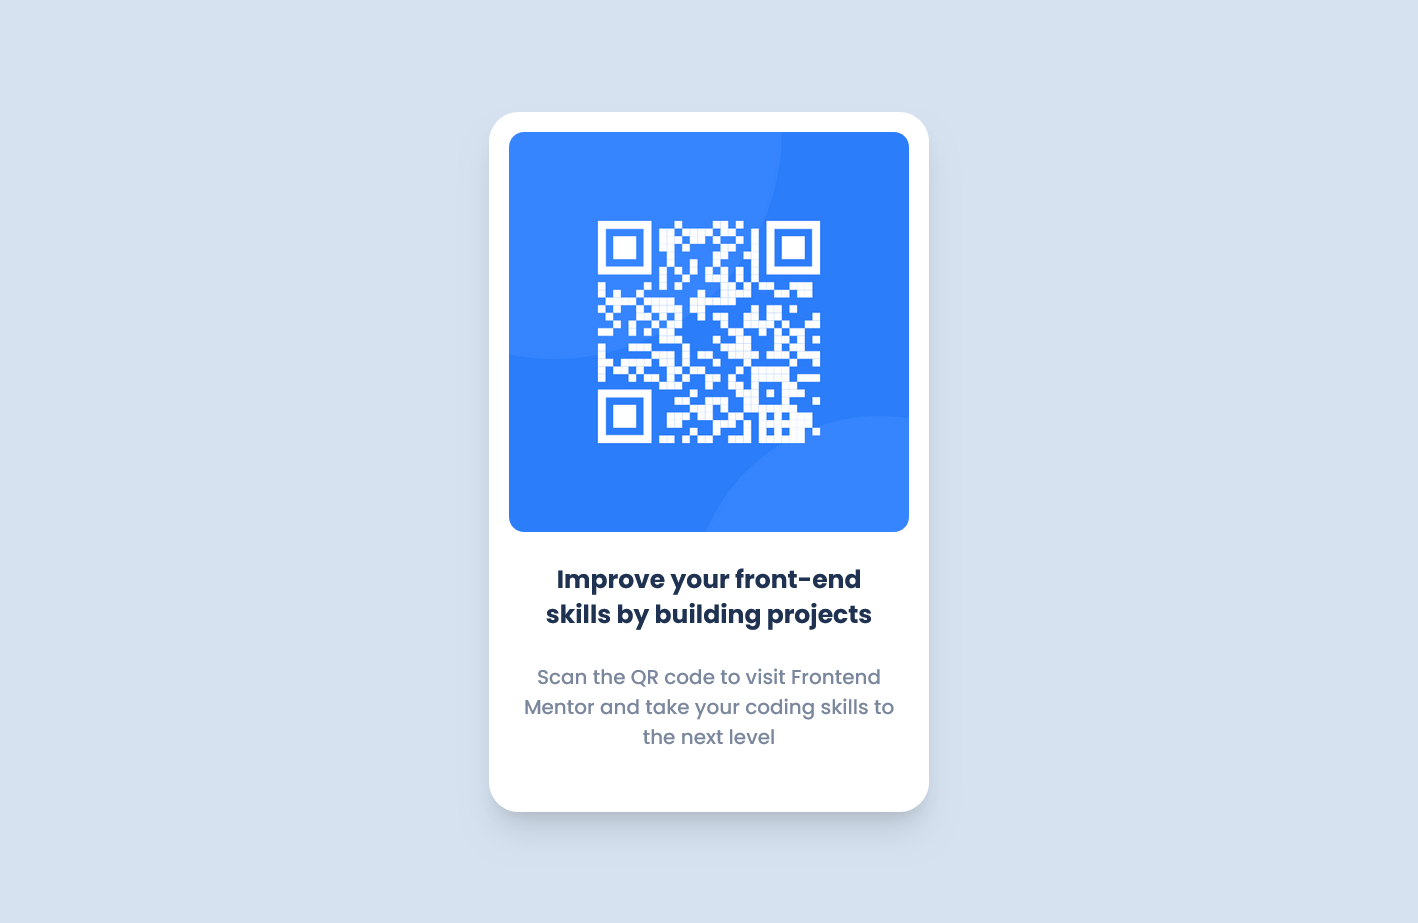 Improve your front-end
skills by building projects
Scan the QR code to visit Frontend
Mentor and take your coding skills to
the next level